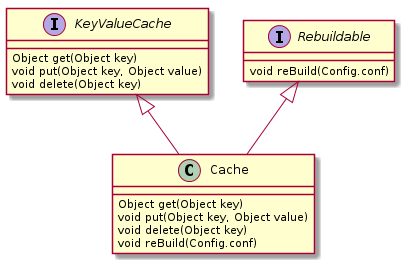 I KeyValueCache
Object get(Object key)
void put(Object key, Object value)
void delete(Object key)
I Rebuildable
void reBuild(Config.conf)
C Cache
Object get(Object key)
void put(Object key, Object value)
void delete(Object key)
void reBuild(Config.conf)